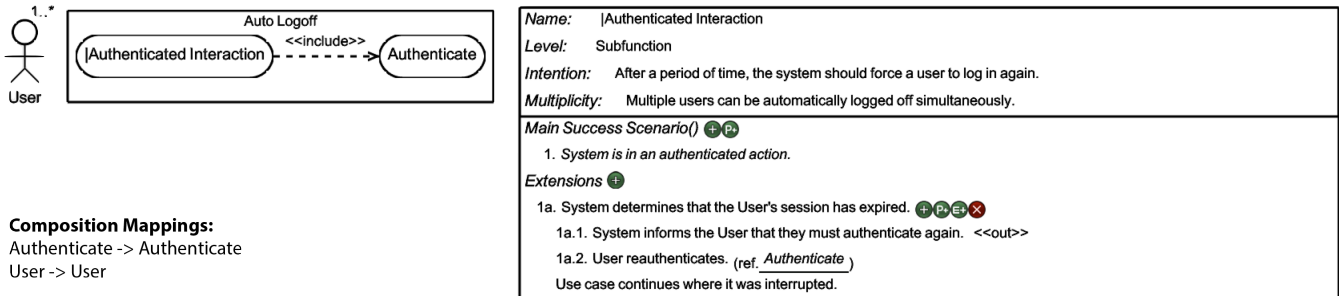 1..*
User
Auto Logoff
|Authenticated Interaction
<<include>>
Authenticate
Composition Mappings:
Authenticate -> Authenticate
User -> User
Name: |Authenticated Interaction
Level: Subfunction
Intention: After a period of time, the system should force a user to log in again.
Multiplicity: Multiple users can be automatically logged off simultaneously.
Main Success Scenario() + P+
1. System is in an authenticated action.
Extensions +
1a. System determines that the User's session has expired. + P+ E+ X
1a.1. System informs the User that they must authenticate again. <<out>>
1a.2. User reauthenticates. (ref. Authenticate )
Use case continues where it was interrupted.